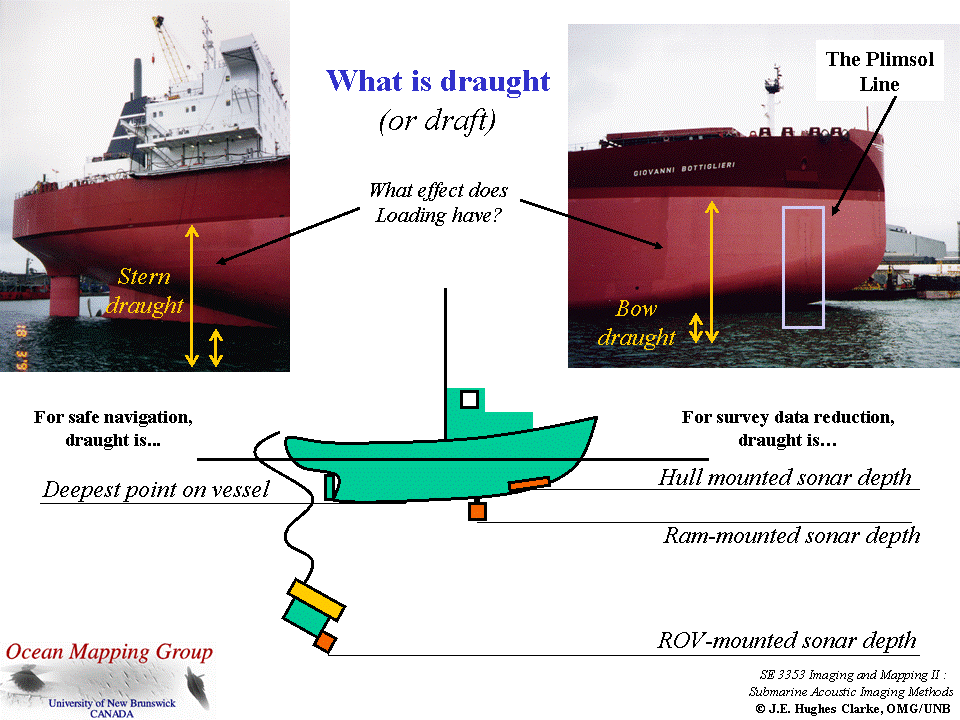 What is draught
(or draft)
The Plimsol
Line
GIOVANNI BOTTIGLIERI
What effect does
Loading have?
Stern
draught
Bow
draught
For safe navigation,
draught is...
For survey data reduction,
draught is…
Deepest point on vessel
Hull mounted sonar depth
Ram-mounted sonar depth
ROV-mounted sonar depth
Ocean Mapping Group
University of New Brunswick
CANADA
SE 3353 Imaging and Mapping II :
Submarine Acoustic Imaging Methods
© J.E. Hughes Clarke, OMG/UNB